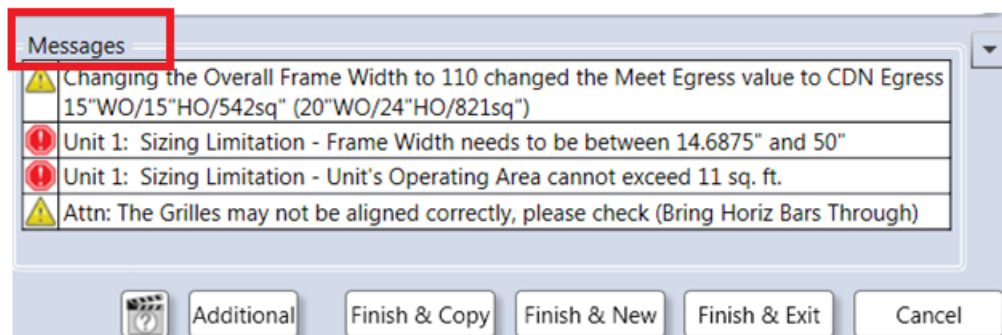 Messages
Changing the Overall Frame Width to 110 changed the Meet Egress value to CDN Egress
15"WO/15"HO/542sq" (20"WO/24"HO/821sq")
Unit 1:  Sizing Limitation - Frame Width needs to be between 14.6875" and 50"
Unit 1:  Sizing Limitation - Unit's Operating Area cannot exceed 11 sq. ft.
Attn: The Grilles may not be aligned correctly, please check (Bring Horiz Bars Through)
Additional Finish & Copy Finish & New Finish & Exit Cancel